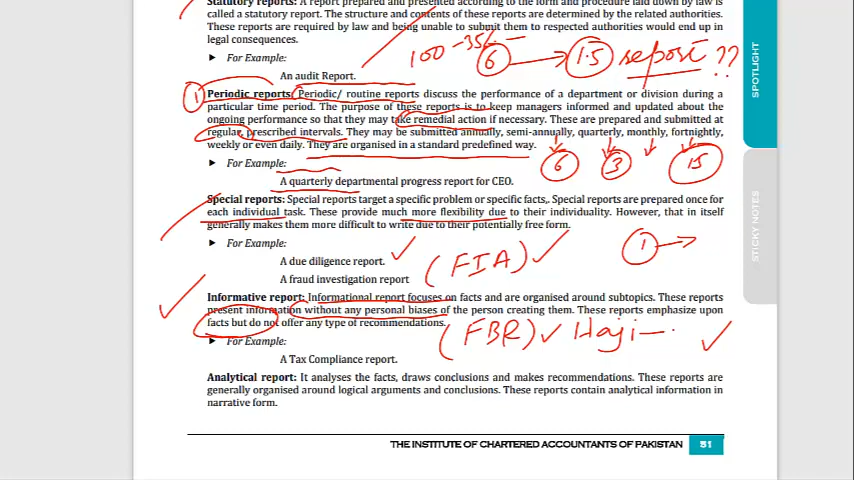 Statutory reports: A report prepared and presented according to the form and procedure laid down by law is
called a statutory report. The structure and contents of these reports are determined by the related authorities.
These reports are required by law and being unable to submit them to respected authorities would end up in
legal consequences.
100 -35%
6 → 1.5 report ??
For Example:
An audit Report.
1
Periodic reports: Periodic/ routine reports discuss the performance of a department or division during a
particular time period. The purpose of these reports is to keep managers informed and updated about the
ongoing performance so that they may take remedial action if necessary. These are prepared and submitted at
regular, prescribed intervals. They may be submitted annually, semi-annually, quarterly, monthly, fortnightly,
weekly or even daily. They are organised in a standard predefined way.
6 3 15
For Example:
A quarterly departmental progress report for CEO.
Special reports: Special reports target a specific problem or specific facts,. Special reports are prepared once for
each individual task. These provide much more flexibility due to their individuality. However, that in itself
generally makes them more difficult to write due to their potentially free form.
For Example:
1 →
A due diligence report.
(FIA)
A fraud investigation report
Informative report: Informational report focuses on facts and are organised around subtopics. These reports
present information without any personal biases of the person creating them. These reports emphasize upon
facts but do not offer any type of recommendations.
(FBR) Haji
For Example:
A Tax Compliance report.
Analytical report: It analyses the facts, draws conclusions and makes recommendations. These reports are
generally organised around logical arguments and conclusions. These reports contain analytical information in
narrative form.
THE INSTITUTE OF CHARTERED ACCOUNTANTS OF PAKISTAN 51
SPOTLIGHT
STICKY NOTES